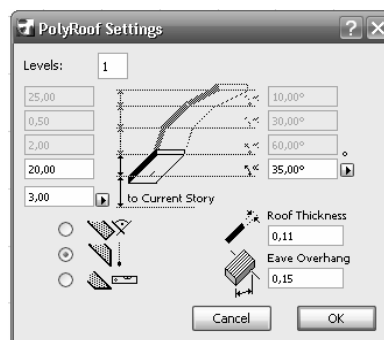 PolyRoof Settings
Levels: 1
25,00 10,00°
0,50 30,00°
2,00 60,00°
20,00 35,00° °
3,00 to Current Story
Roof Thickness
0,11
Eave Overhang
0,15
Cancel OK